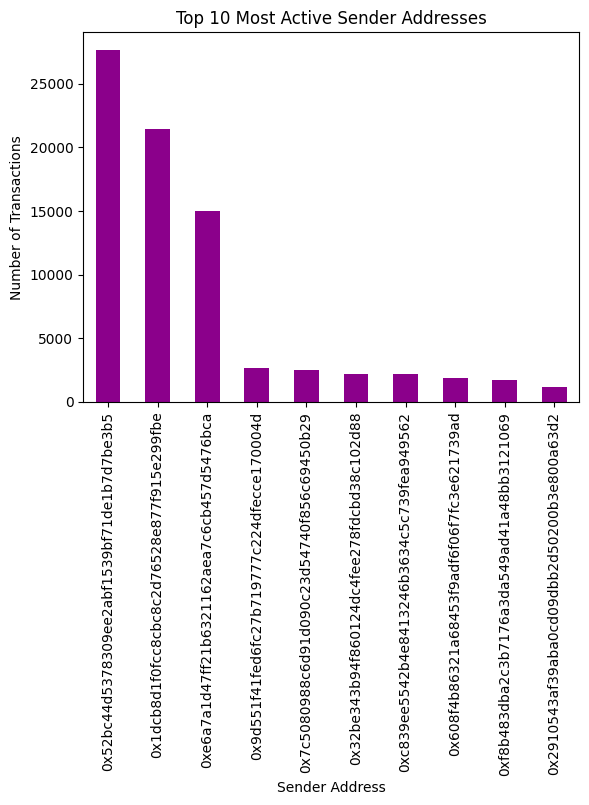 Top 10 Most Active Sender Addresses
Number of Transactions
25000
20000
15000
10000
5000
0
0x52bc44d5378309ee2abf1539bf71de1b7d7be3b5
0x1dcb8d1f0fcc8cbc8c2d76528e877f915e299fbe
0xe6a7a1d47ff21b6321162aea7c6cb457d5476bca
0x9d551f41fed6fc27b719777c224dfecce170004d
0x7c5080988c6d91d090c23d54740f856c69450b29
0x32be343b94f860124dc4fee278fdcbd38c102d88
0xc839ee5542b4e8413246b3634c5c739fea949562
0x608f4b86321a68453f9adf6f06f7fc3e621739ad
0xf8b483dba2c3b7176a3da549ad41a48bb3121069
0x2910543af39aba0cd09dbb2d50200b3e800a63d2
Sender Address